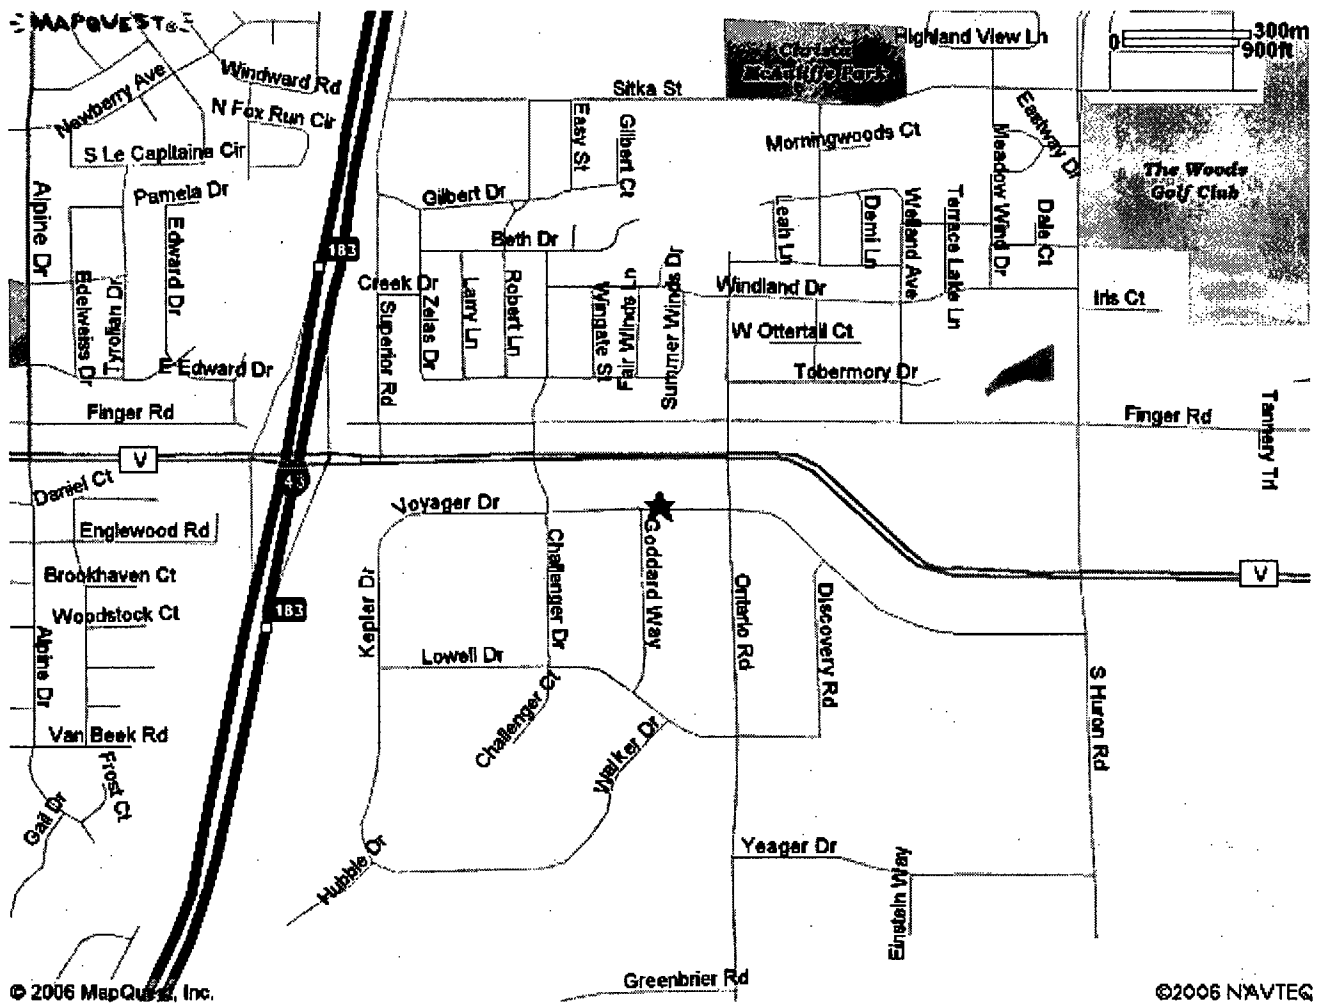 MAPQUEST®
300m
0
900ft
Highland View Ln
Christa
McAuliffe Park
Windward Rd
Newberry Ave
Sitka St
N Fox Run Cir
Easy St
Gilbert Ct
Morningwoods Ct
Meadow Wind Dr
Eastway Dr
S Le Capitaine Cir
The Woods
Golf Club
Alpine Dr
Pamela Dr
Edward Dr
Gilbert Dr
Leah Ln
Demi Ln
Welland Ave
Terrace Lake Ln
Dale Ct
183
Beth Dr
Edelweiss Dr
Tyrolean Dr
Creek Dr
Superior Rd
Zelas Dr
Larry Ln
Robert Ln
Wingate St
Fair Winds Ln
Summer Winds Dr
Windland Dr
Iris Ct
W Ottertail Ct
E Edward Dr
Tobermory Dr
Finger Rd
Finger Rd
Tannery Trl
V
43
Daniel Ct
Voyager Dr
Englewood Rd
Challenger Dr
Goddard Way
Brookhaven Ct
Kepler Dr
Ontario Rd
Discovery Rd
V
183
Woodstock Ct
Alpine Dr
Lowell Dr
Challenger Ct
S Huron Rd
Van Beek Rd
Walker Dr
Frost Ct
Gail Dr
Hubble Dr
Yeager Dr
Einstein Way
Greenbrier Rd
© 2006 MapQuest, Inc.
©2006 NAVTEQ